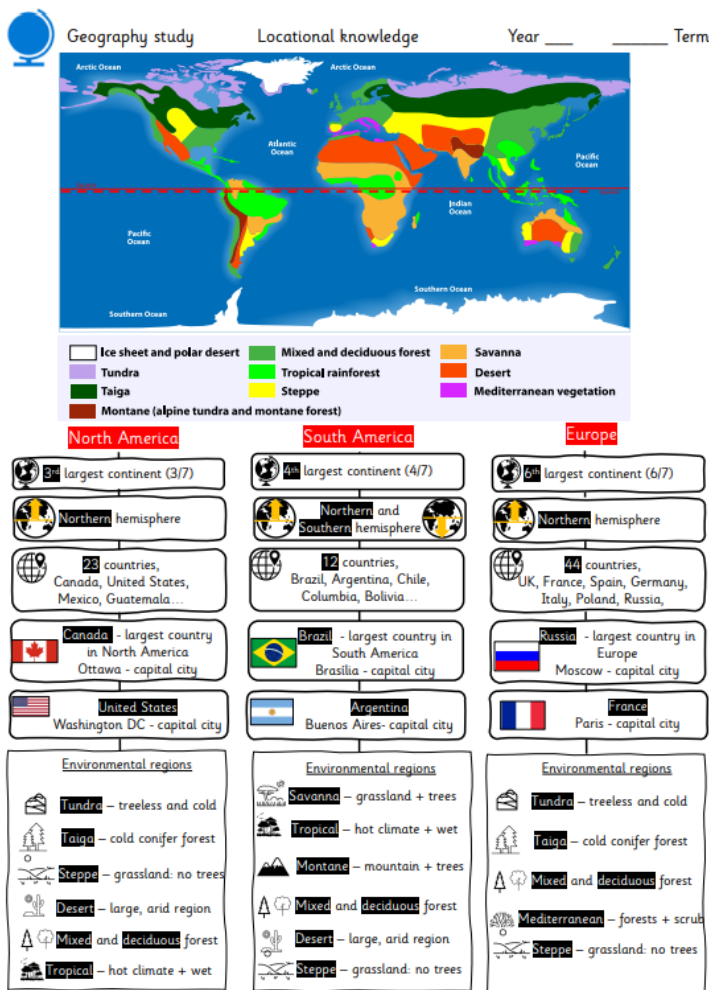 Geography study Locational knowledge Year ___ ______ Term
Arctic Ocean Arctic Ocean
Atlantic
Ocean
Pacific
Ocean
Indian
Ocean
Pacific
Ocean
Southern Ocean
Southern Ocean
Ice sheet and polar desert Mixed and deciduous forest Savanna
Tundra Tropical rainforest Desert
Taiga Steppe Mediterranean vegetation
Montane (alpine tundra and montane forest)
North America
3rd largest continent (3/7)
Northern hemisphere
23 countries,
Canada, United States,
Mexico, Guatemala…
Canada - largest country
in North America
Ottawa - capital city
United States
Washington DC - capital city
Environmental regions
Tundra – treeless and cold
Taiga – cold conifer forest
Steppe – grassland: no trees
Desert – large, arid region
Mixed and deciduous forest
Tropical – hot climate + wet
South America
4th largest continent (4/7)
Northern and
Southern hemisphere
12 countries,
Brazil, Argentina, Chile,
Columbia, Bolivia…
Brazil - largest country in
South America
Brasília - capital city
Argentina
Buenos Aires- capital city
Environmental regions
Savanna – grassland + trees
Tropical – hot climate + wet
Montane – mountain + trees
Mixed and deciduous forest
Desert – large, arid region
Steppe – grassland: no trees
Europe
6th largest continent (6/7)
Northern hemisphere
44 countries,
UK, France, Spain, Germany,
Italy, Poland, Russia,
Russia - largest country in
Europe
Moscow - capital city
France
Paris - capital city
Environmental regions
Tundra – treeless and cold
Taiga – cold conifer forest
Mixed and deciduous forest
Mediterranean – forests + scrub
Steppe – grassland: no trees